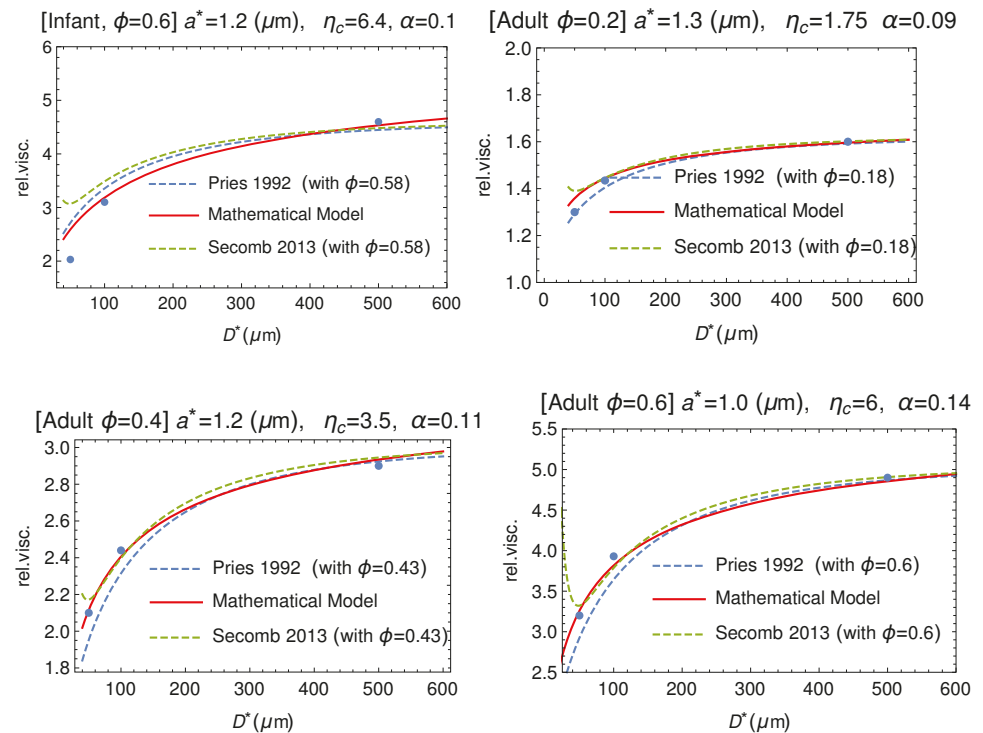 [Infant, ϕ=0.6] a*=1.2 (μm), η_c=6.4, α=0.1
6
5
4
3
2
rel.visc.
Pries 1992 (with ϕ=0.58)
Mathematical Model
Secomb 2013 (with ϕ=0.58)
100 200 300 400 500 600
D*(μm)
[Adult ϕ=0.2] a*=1.3 (μm), η_c=1.75 α=0.09
2.0
1.8
1.6
1.4
1.2
1.0
rel.visc.
Pries 1992 (with ϕ=0.18)
Mathematical Model
Secomb 2013 (with ϕ=0.18)
0 100 200 300 400 500 600
D*(μm)
[Adult ϕ=0.4] a*=1.2 (μm), η_c=3.5, α=0.11
3.0
2.8
2.6
2.4
2.2
2.0
1.8
rel.visc.
Pries 1992 (with ϕ=0.43)
Mathematical Model
Secomb 2013 (with ϕ=0.43)
100 200 300 400 500 600
D*(μm)
[Adult ϕ=0.6] a*=1.0 (μm), η_c=6, α=0.14
5.5
5.0
4.5
4.0
3.5
3.0
2.5
rel.visc.
Pries 1992 (with ϕ=0.6)
Mathematical Model
Secomb 2013 (with ϕ=0.6)
100 200 300 400 500 600
D*(μm)